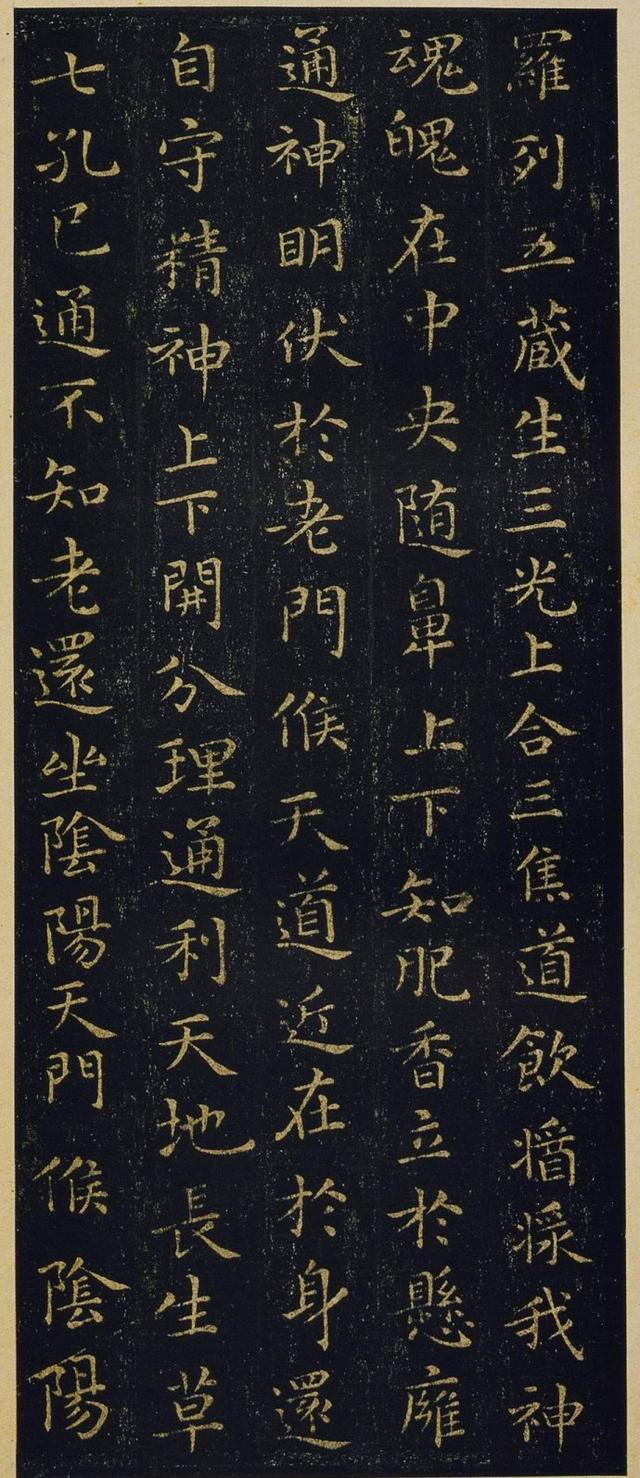 羅列五蔵生三光上合三焦道飲醬漿我神
魂魄在中央随鼻上下知肥香立於懸廱
通神明伏於老門候天道近在於身還
自守精神上下開分理通利天地長生草
七孔已通不知老還坐陰陽天門候陰陽